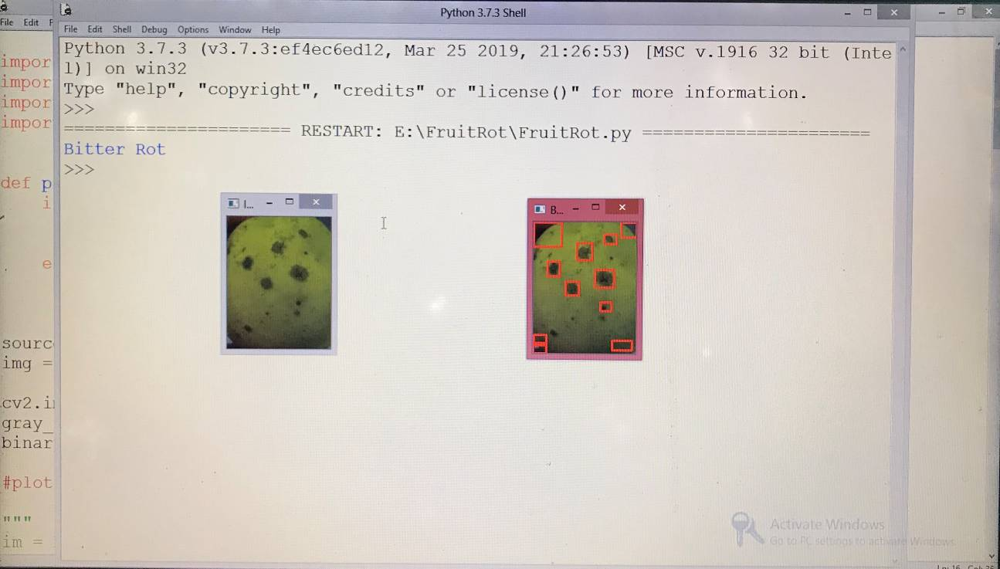 Python 3.7.3 Shell
File Edit F
File Edit Shell Debug Options Window Help
Python 3.7.3 (v3.7.3:ef4ec6ed12, Mar 25 2019, 21:26:53) [MSC v.1916 32 bit (Inte
l)] on win32
Type "help", "copyright", "credits" or "license()" for more information.
>>>
====================== RESTART: E:\FruitRot\FruitRot.py ======================
Bitter Rot
>>>
I...
B...
impor
impor
impor
impor
def p
i
e
sourc
img =
cv2.i
gray_
binar
#plot
"""
im =
Activate Windows
Go to PC settings to activate Windows.